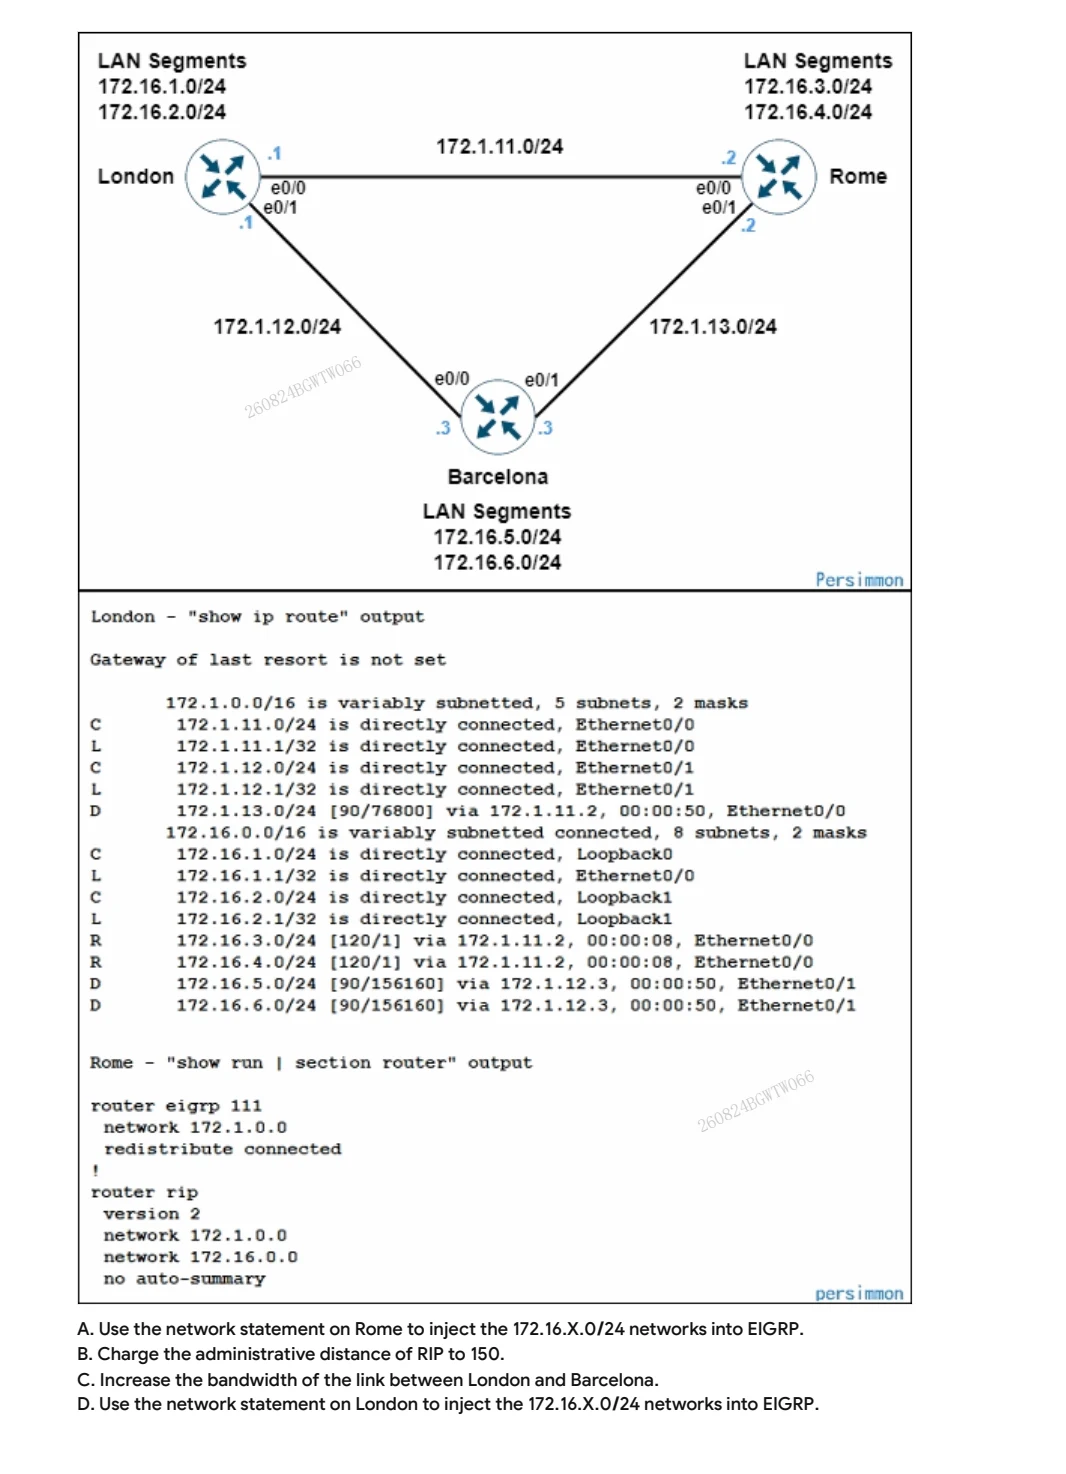 LAN Segments
172.16.1.0/24
172.16.2.0/24
LAN Segments
172.16.3.0/24
172.16.4.0/24
London
.1
e0/0
e0/1
.1
172.1.11.0/24
.2
e0/0
e0/1
.2
Rome
172.1.12.0/24
172.1.13.0/24
260824BGWTW066
e0/0
e0/1
.3
.3
Barcelona
LAN Segments
172.16.5.0/24
172.16.6.0/24
Persimmon
London - "show ip route" output
Gateway of last resort is not set
172.1.0.0/16 is variably subnetted, 5 subnets, 2 masks
C 172.1.11.0/24 is directly connected, Ethernet0/0
L 172.1.11.1/32 is directly connected, Ethernet0/0
C 172.1.12.0/24 is directly connected, Ethernet0/1
L 172.1.12.1/32 is directly connected, Ethernet0/1
D 172.1.13.0/24 [90/76800] via 172.1.11.2, 00:00:50, Ethernet0/0
172.16.0.0/16 is variably subnetted connected, 8 subnets, 2 masks
C 172.16.1.0/24 is directly connected, Loopback0
L 172.16.1.1/32 is directly connected, Ethernet0/0
C 172.16.2.0/24 is directly connected, Loopback1
L 172.16.2.1/32 is directly connected, Loopback1
R 172.16.3.0/24 [120/1] via 172.1.11.2, 00:00:08, Ethernet0/0
R 172.16.4.0/24 [120/1] via 172.1.11.2, 00:00:08, Ethernet0/0
D 172.16.5.0/24 [90/156160] via 172.1.12.3, 00:00:50, Ethernet0/1
D 172.16.6.0/24 [90/156160] via 172.1.12.3, 00:00:50, Ethernet0/1
Rome - "show run | section router" output
260824BGWTW066
router eigrp 111
network 172.1.0.0
redistribute connected
!
router rip
version 2
network 172.1.0.0
network 172.16.0.0
no auto-summary
persimmon
A. Use the network statement on Rome to inject the 172.16.X.0/24 networks into EIGRP.
B. Charge the administrative distance of RIP to 150.
C. Increase the bandwidth of the link between London and Barcelona.
D. Use the network statement on London to inject the 172.16.X.0/24 networks into EIGRP.